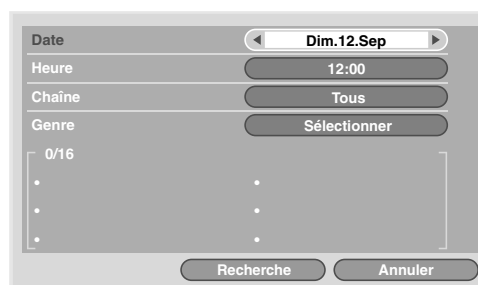 Date Dim.12.Sep
Heure 12:00
Chaîne Tous
Genre Sélectionner
0/16
Recherche Annuler